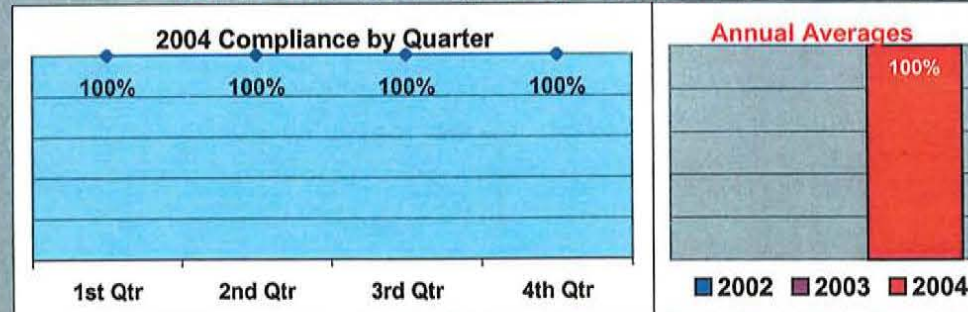 2004 Compliance by Quarter
100% 100% 100% 100%
1st Qtr 2nd Qtr 3rd Qtr 4th Qtr
Annual Averages
100%
2002 2003 2004